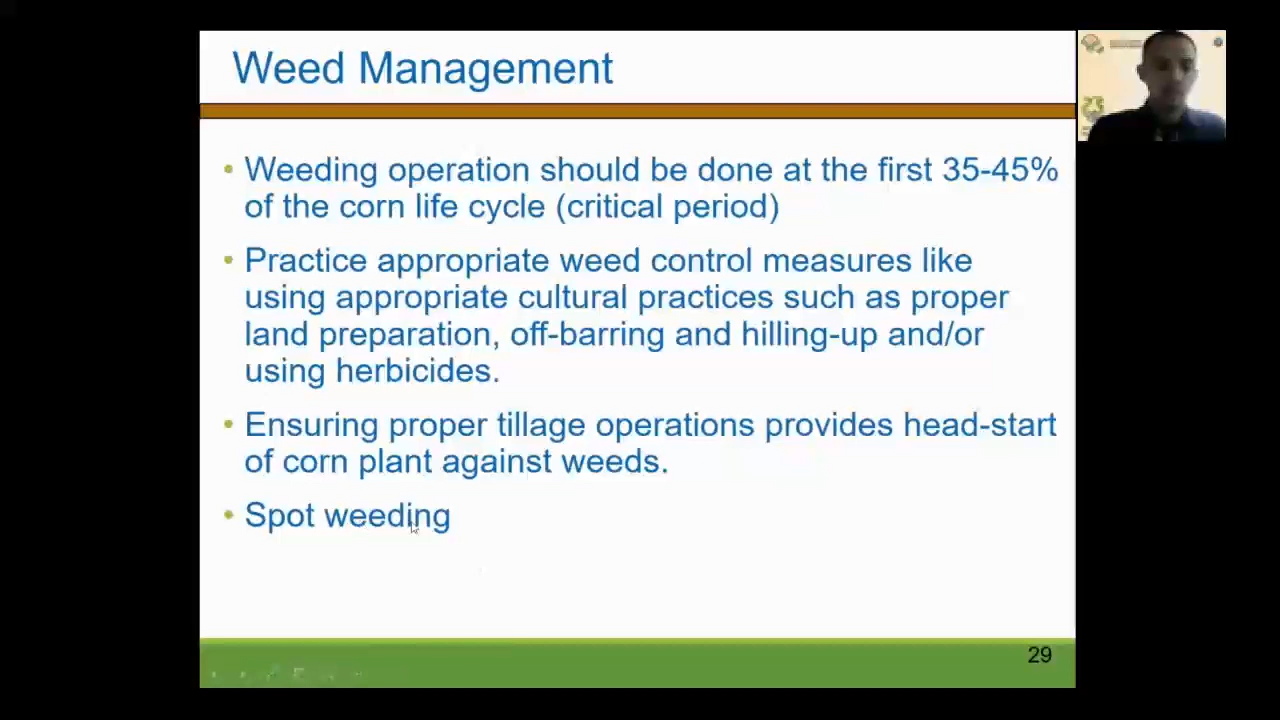 Weed Management
• Weeding operation should be done at the first 35-45%
of the corn life cycle (critical period)
• Practice appropriate weed control measures like
using appropriate cultural practices such as proper
land preparation, off-barring and hilling-up and/or
using herbicides.
• Ensuring proper tillage operations provides head-start
of corn plant against weeds.
• Spot weeding
29